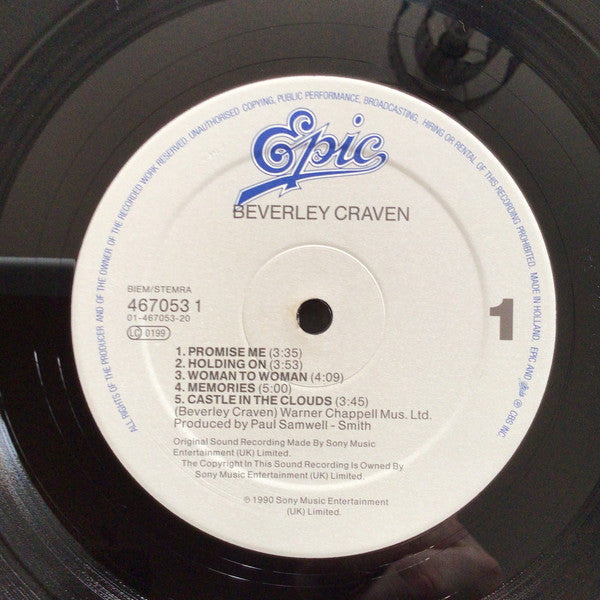 ALL RIGHTS OF THE PRODUCER AND OF THE OWNER OF THE RECORDED WORK RESERVED. UNAUTHORISED COPYING, PUBLIC PERFORMANCE, BROADCASTING, HIRING OR RENTAL OF THIS RECORDING PROHIBITED. MADE IN HOLLAND. EPIC AND Epic ® CBS INC.
Epic
BEVERLEY CRAVEN
BIEM/STEMRA
467053 1
01-467053-20
LC 0199
1
1. PROMISE ME (3:35)
2. HOLDING ON (3:53)
3. WOMAN TO WOMAN (4:09)
4. MEMORIES (5:00)
5. CASTLE IN THE CLOUDS (3:45)
(Beverley Craven) Warner Chappell Mus. Ltd.
Produced by Paul Samwell - Smith
Original Sound Recording Made By Sony Music
Entertainment (UK) Limited.
The Copyright In This Sound Recording Is Owned By
Sony Music Entertainment (UK) Limited.
℗ 1990 Sony Music Entertainment
(UK) Limited.